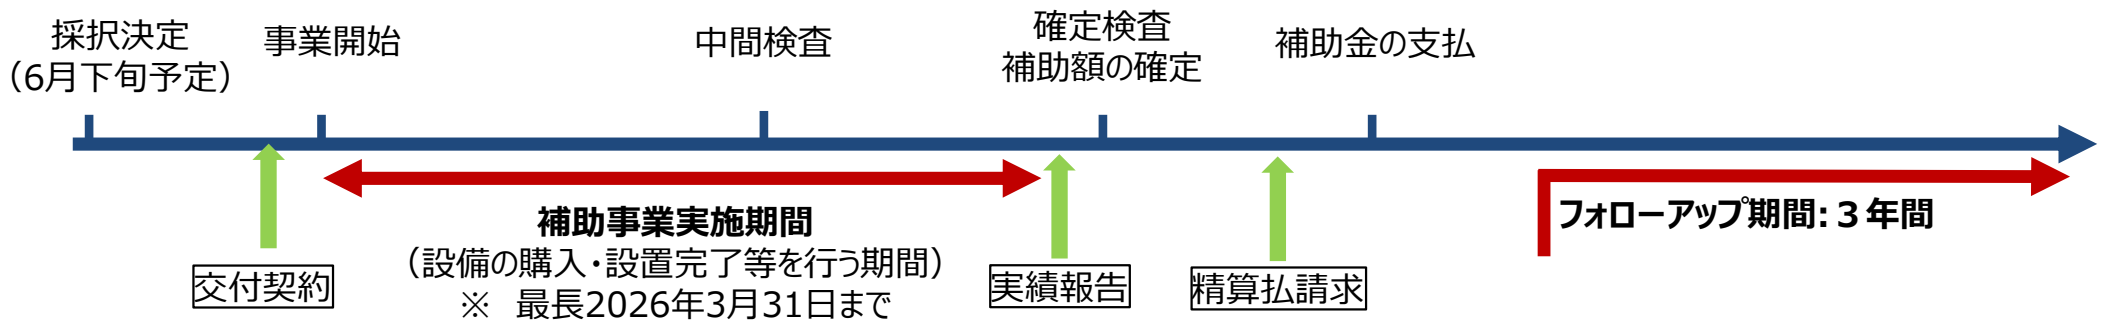 採択決定
（6月下旬予定）
事業開始
中間検査
確定検査
補助額の確定
補助金の支払
補助事業実施期間
（設備の購入・設置完了等を行う期間）
※　最長2026年3月31日まで
フォローアップ期間：３年間
交付契約
実績報告
精算払請求